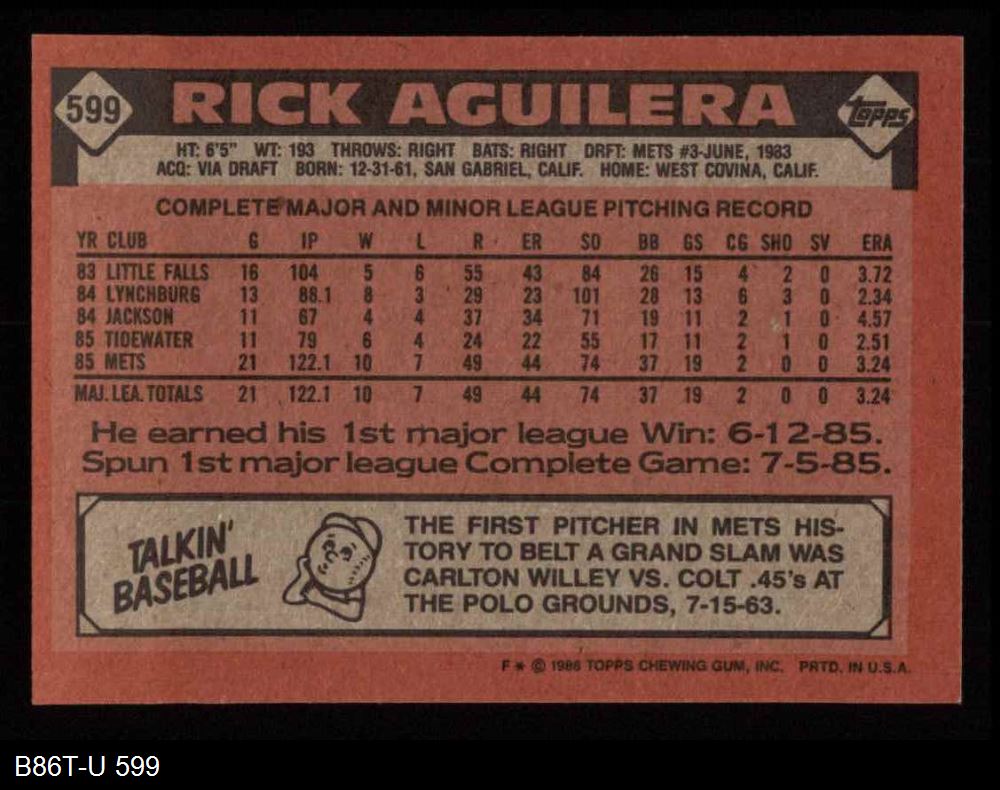 599 RICK AGUILERA topps
HT: 6'5" WT: 193 THROWS: RIGHT BATS: RIGHT DRFT: METS #3-JUNE, 1983
ACQ: VIA DRAFT BORN: 12-31-61, SAN GABRIEL, CALIF. HOME: WEST COVINA, CALIF.
COMPLETE MAJOR AND MINOR LEAGUE PITCHING RECORD
YR CLUB G IP W L R ER SO BB GS CG SHO SV ERA
83 LITTLE FALLS 16 104 5 6 55 43 84 26 15 4 2 0 3.72
84 LYNCHBURG 13 88.1 8 3 29 23 101 28 13 6 3 0 2.34
84 JACKSON 11 67 4 4 37 34 71 19 11 2 1 0 4.57
85 TIDEWATER 11 79 6 4 24 22 55 17 11 2 1 0 2.51
85 METS 21 122.1 10 7 49 44 74 37 19 2 0 0 3.24
MAJ. LEA. TOTALS 21 122.1 10 7 49 44 74 37 19 2 0 0 3.24
He earned his 1st major league Win: 6-12-85.
Spun 1st major league Complete Game: 7-5-85.
TALKIN'
BASEBALL
THE FIRST PITCHER IN METS HIS-
TORY TO BELT A GRAND SLAM WAS
CARLTON WILLEY VS. COLT .45's AT
THE POLO GROUNDS, 7-15-63.
F * © 1986 TOPPS CHEWING GUM, INC. PRTD. IN U.S.A.
B86T-U 599